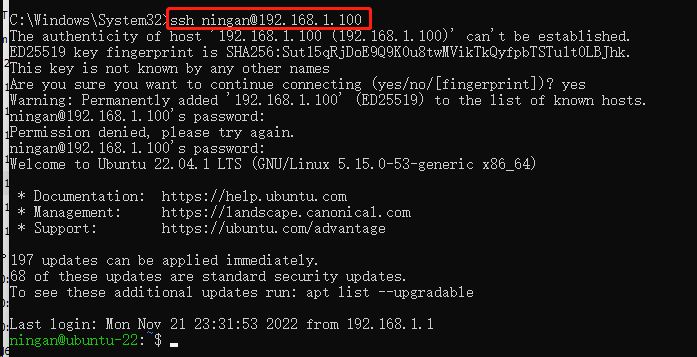 C:\Windows\System32>ssh ningan@192.168.1.100
The authenticity of host '192.168.1.100 (192.168.1.100)' can't be established.
ED25519 key fingerprint is SHA256:Sut15qRjDoE9Q9K0u8twMVikTkQyfpbTSTu1t0LBJhk.
This key is not known by any other names
Are you sure you want to continue connecting (yes/no/[fingerprint])? yes
Warning: Permanently added '192.168.1.100' (ED25519) to the list of known hosts.
ningan@192.168.1.100's password:
Permission denied, please try again.
ningan@192.168.1.100's password:
Welcome to Ubuntu 22.04.1 LTS (GNU/Linux 5.15.0-53-generic x86_64)
* Documentation: https://help.ubuntu.com
* Management: https://landscape.canonical.com
* Support: https://ubuntu.com/advantage
197 updates can be applied immediately.
68 of these updates are standard security updates.
To see these additional updates run: apt list --upgradable
Last login: Mon Nov 21 23:31:53 2022 from 192.168.1.1
ningan@ubuntu-22:~$